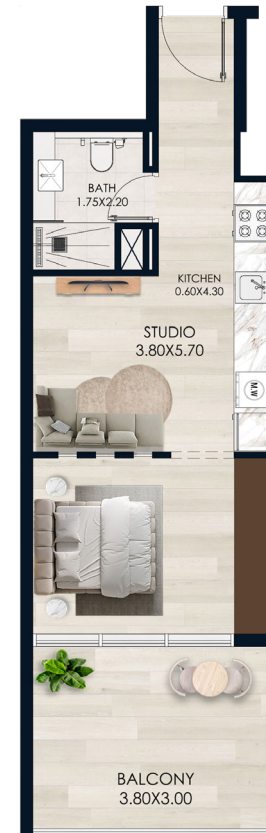 BATH
1.75X2.20
KITCHEN
0.60X4.30
STUDIO
3.80X5.70
M.W
BALCONY
3.80X3.00